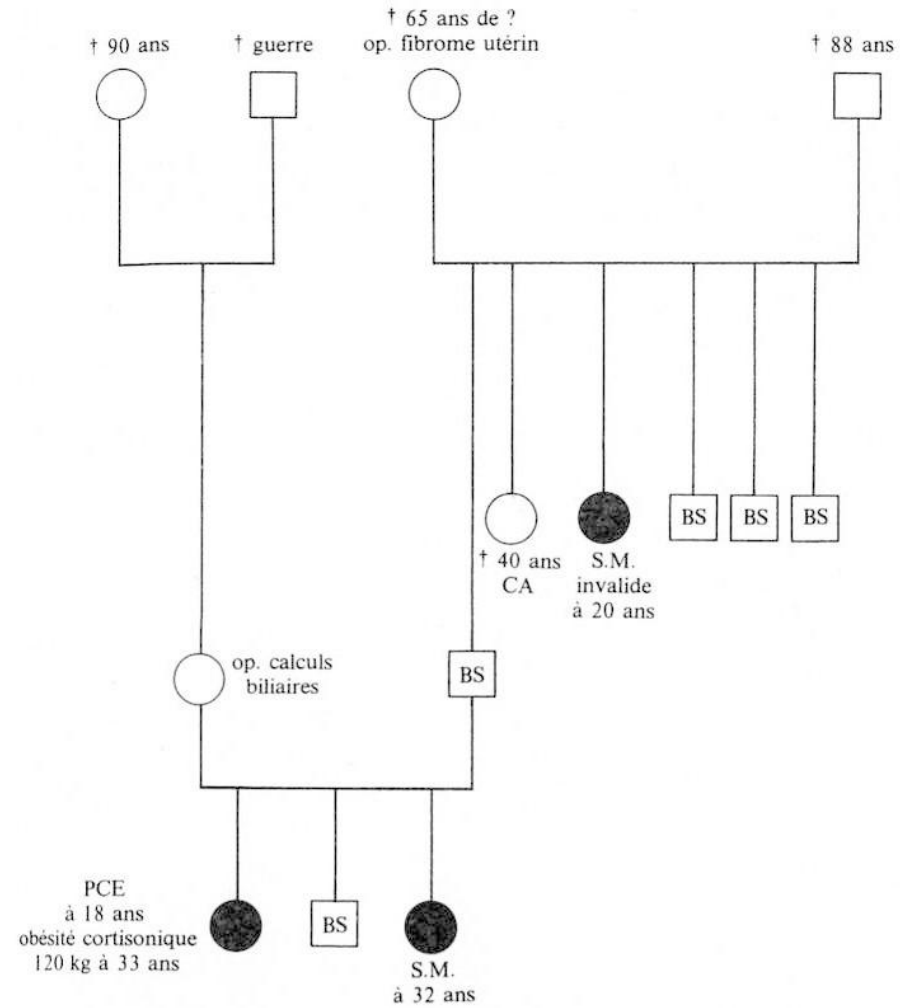 † 90 ans
† guerre
† 65 ans de ?
op. fibrome utérin
† 88 ans
BS
BS
BS
† 40 ans
CA
S.M.
invalide
à 20 ans
op. calculs
biliaires
BS
PCE
à 18 ans
obésité cortisonique
120 kg à 33 ans
BS
S.M.
à 32 ans